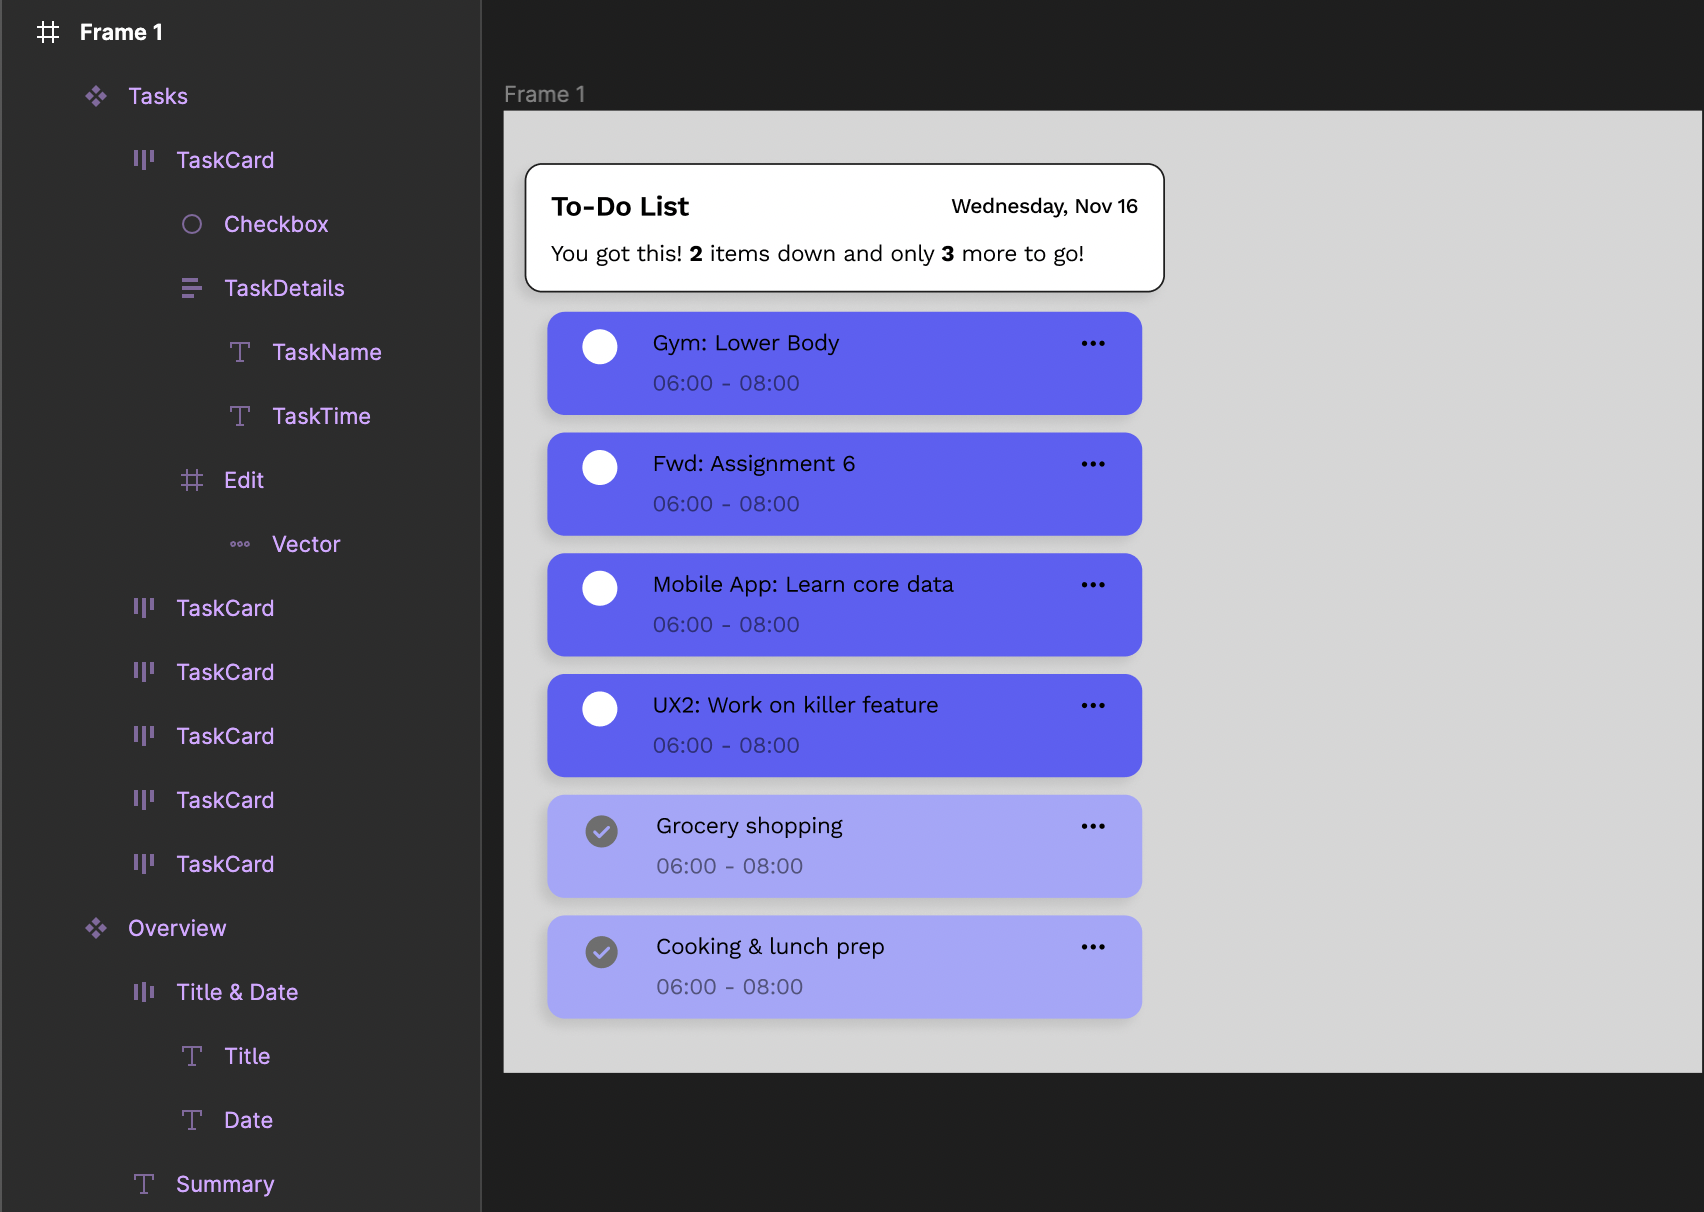 Frame 1
Tasks
TaskCard
Checkbox
TaskDetails
TaskName
TaskTime
Edit
Vector
TaskCard
TaskCard
TaskCard
TaskCard
TaskCard
Overview
Title & Date
Title
Date
Summary
Frame 1
To-Do List
Wednesday, Nov 16
You got this! 2 items down and only 3 more to go!
Gym: Lower Body
06:00 - 08:00
Fwd: Assignment 6
06:00 - 08:00
Mobile App: Learn core data
06:00 - 08:00
UX2: Work on killer feature
06:00 - 08:00
Grocery shopping
06:00 - 08:00
Cooking & lunch prep
06:00 - 08:00